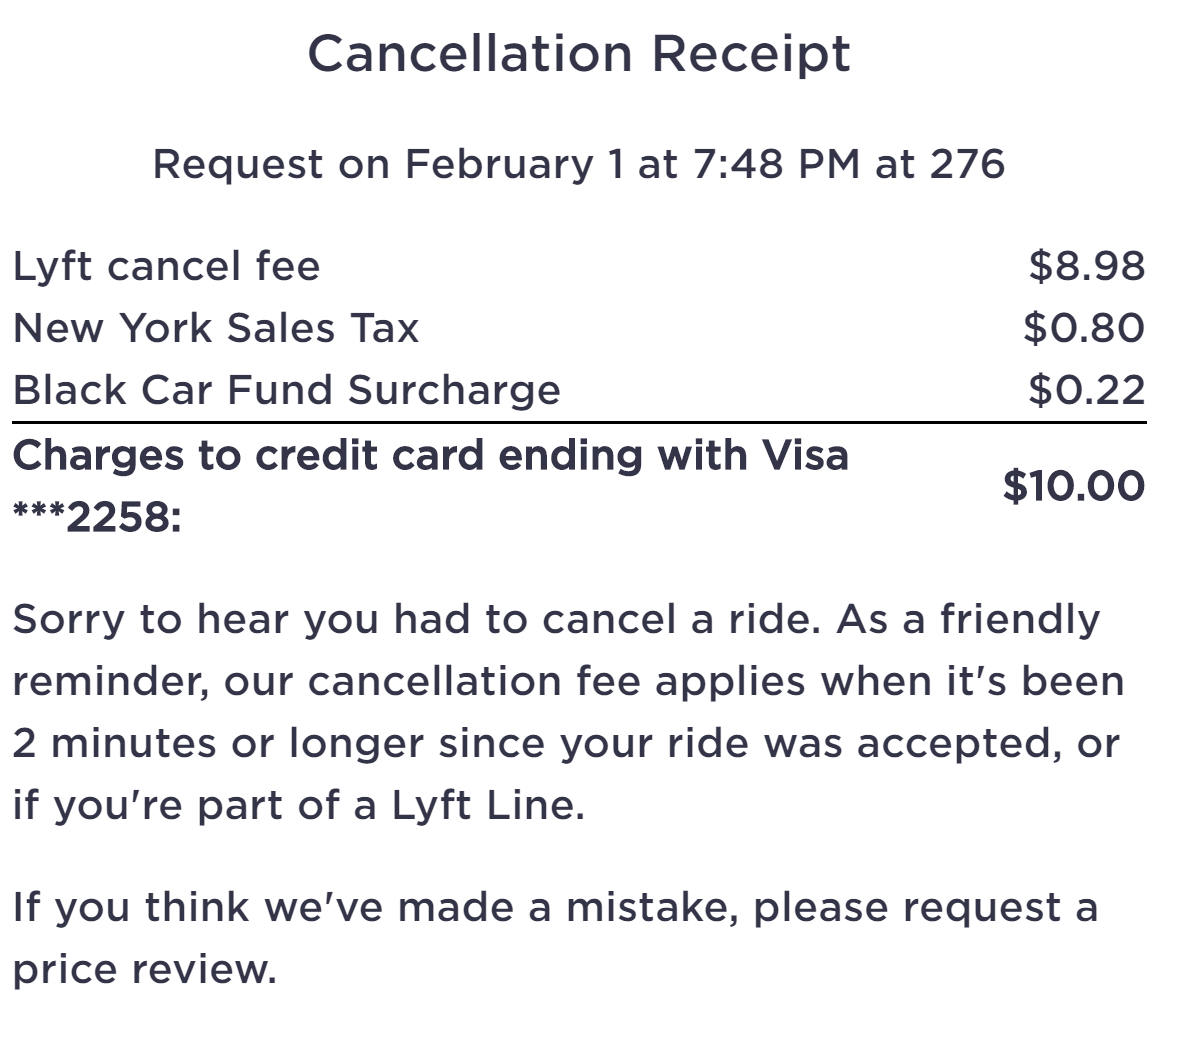 Cancellation Receipt
Request on February 1 at 7:48 PM at 276
Lyft cancel fee $8.98
New York Sales Tax $0.80
Black Car Fund Surcharge $0.22
Charges to credit card ending with Visa
***2258: $10.00
Sorry to hear you had to cancel a ride. As a friendly
reminder, our cancellation fee applies when it's been
2 minutes or longer since your ride was accepted, or
if you're part of a Lyft Line.
If you think we've made a mistake, please request a
price review.